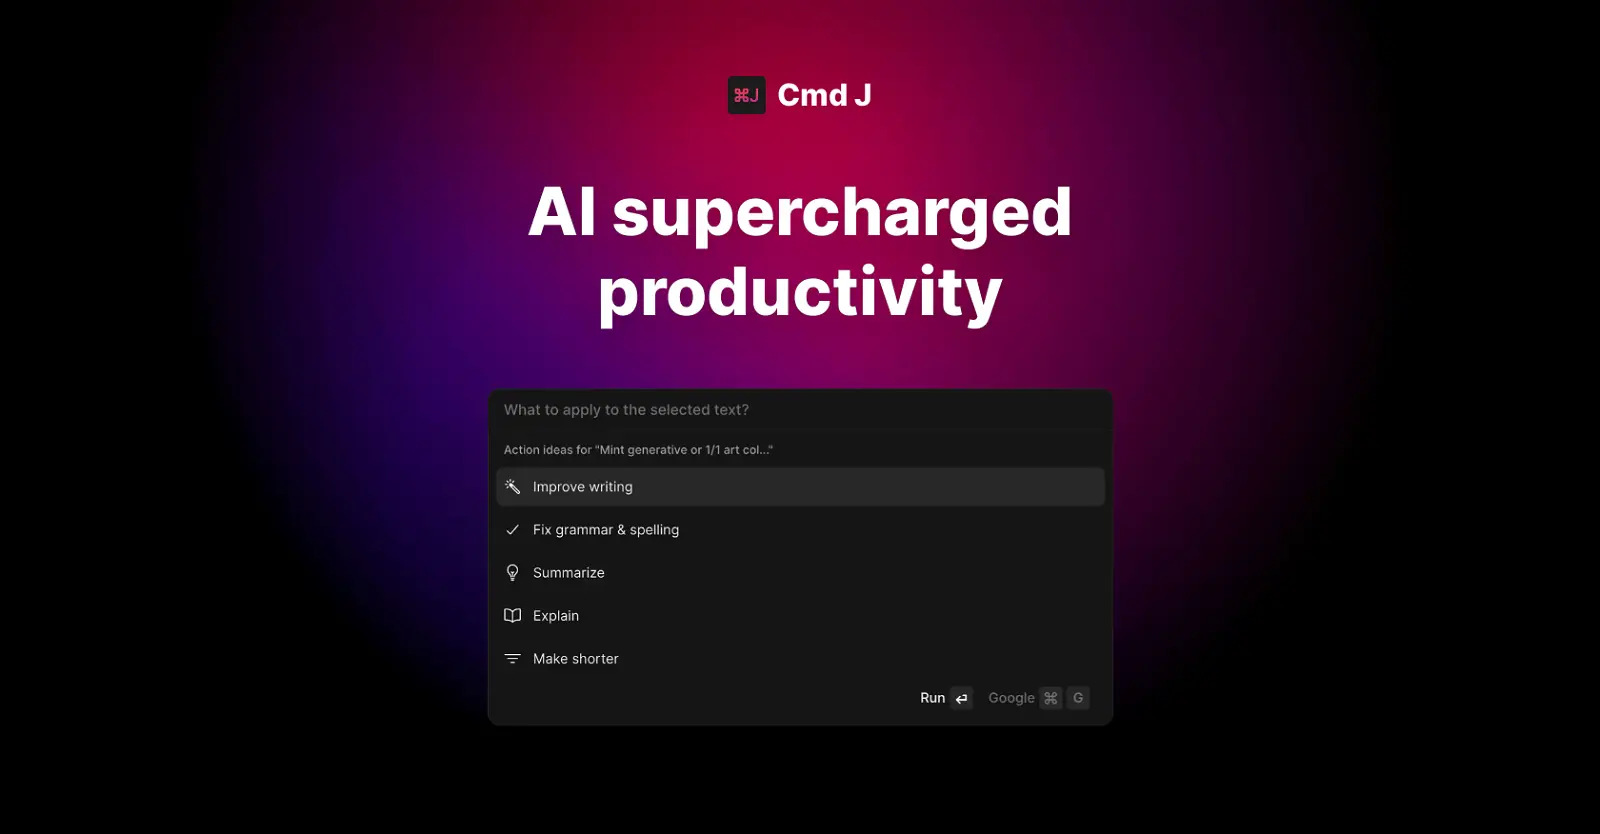 ⌘J Cmd J
AI supercharged
productivity
What to apply to the selected text?
Action ideas for "Mint generative or 1/1 art col..."
Improve writing
Fix grammar & spelling
Summarize
Explain
Make shorter
Run ↵ Google ⌘ G